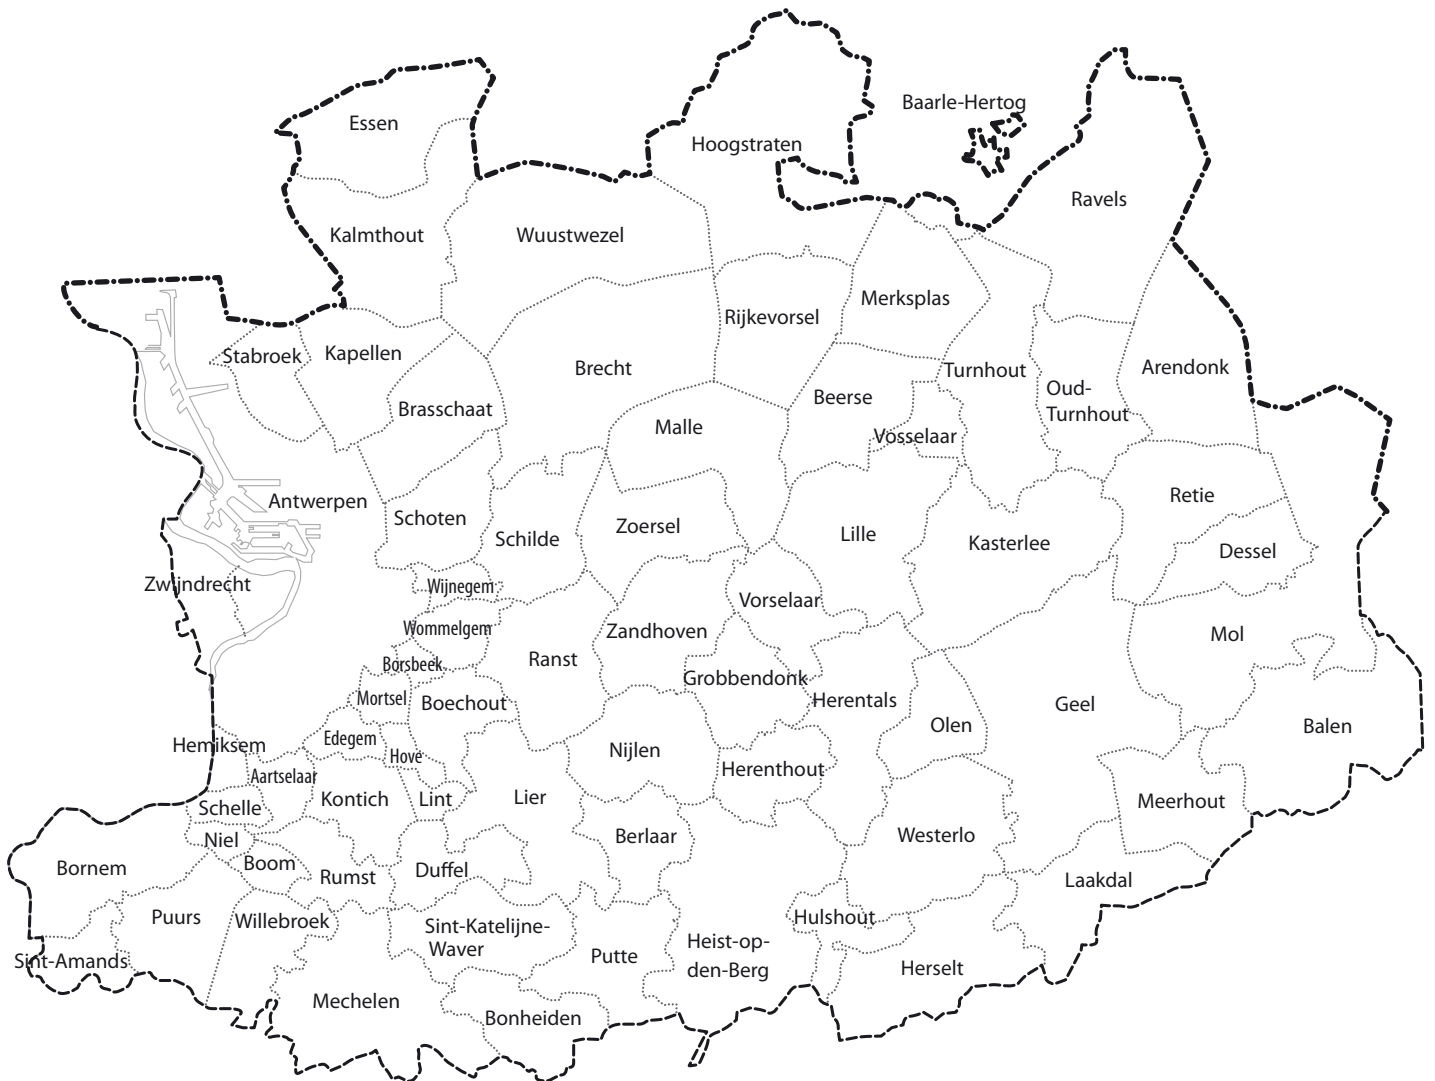 Baarle-Hertog
Essen
Hoogstraten
Ravels
Kalmthout
Wuustwezel
Merksplas
Rijkevorsel
Stabroek
Kapellen
Brecht
Turnhout
Arendonk
Oud-
Turnhout
Beerse
Brasschaat
Malle
Vosselaar
Retie
Antwerpen
Schoten
Zoersel
Lille
Schilde
Kasterlee
Dessel
Zwijndrecht
Wijnegem
Vorselaar
Wommelgem
Zandhoven
Mol
Borsbeek
Ranst
Grobbendonk
Mortsel
Boechout
Herentals
Geel
Olen
Balen
Edegem
Hemiksem
Hove
Nijlen
Herenthout
Aartselaar
Kontich
Lint
Lier
Meerhout
Schelle
Niel
Berlaar
Westerlo
Boom
Bornem
Rumst
Duffel
Laakdal
Puurs
Willebroek
Hulshout
Sint-Katelijne-
Waver
Heist-op-
den-Berg
Putte
Sint-Amands
Herselt
Mechelen
Bonheiden